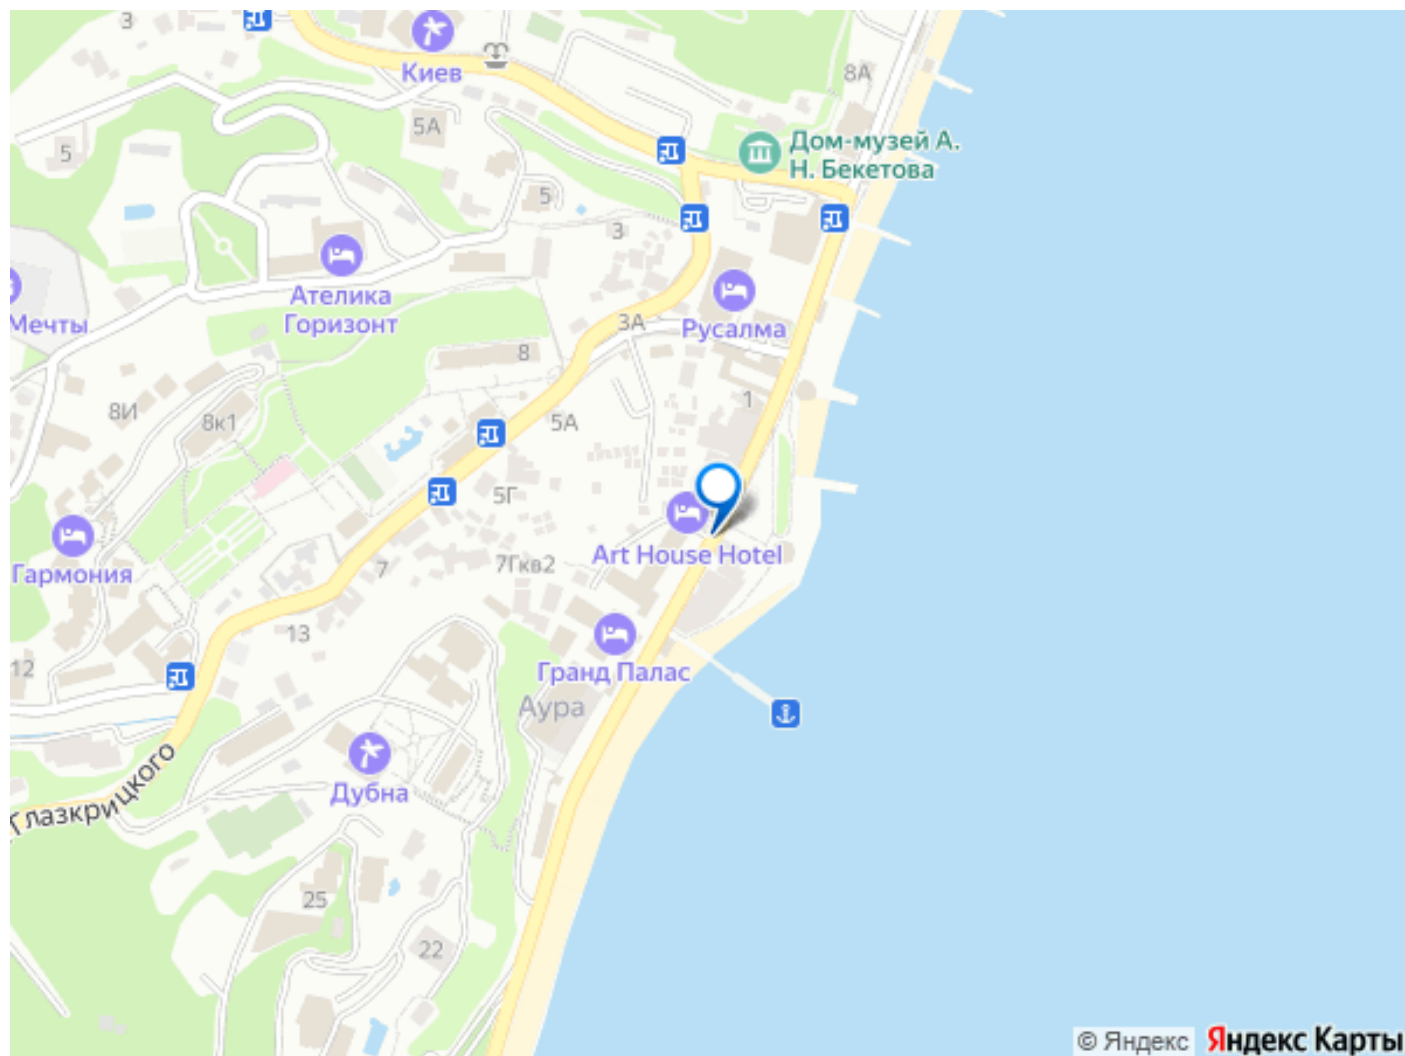 3
Киев
8А
5А
5
Дом-музей А.
Н. Бекетова
5
3
Ателика
Горизонт
Мечты
Русалма
3А
8
8И
8к1
5А
1
5Г
Art House Hotel
Гармония
7
7Гкв2
13
12
Гранд Палас
Аура
Дубна
Глазкрицкого
25
22
© Яндекс
Яндекс Карты